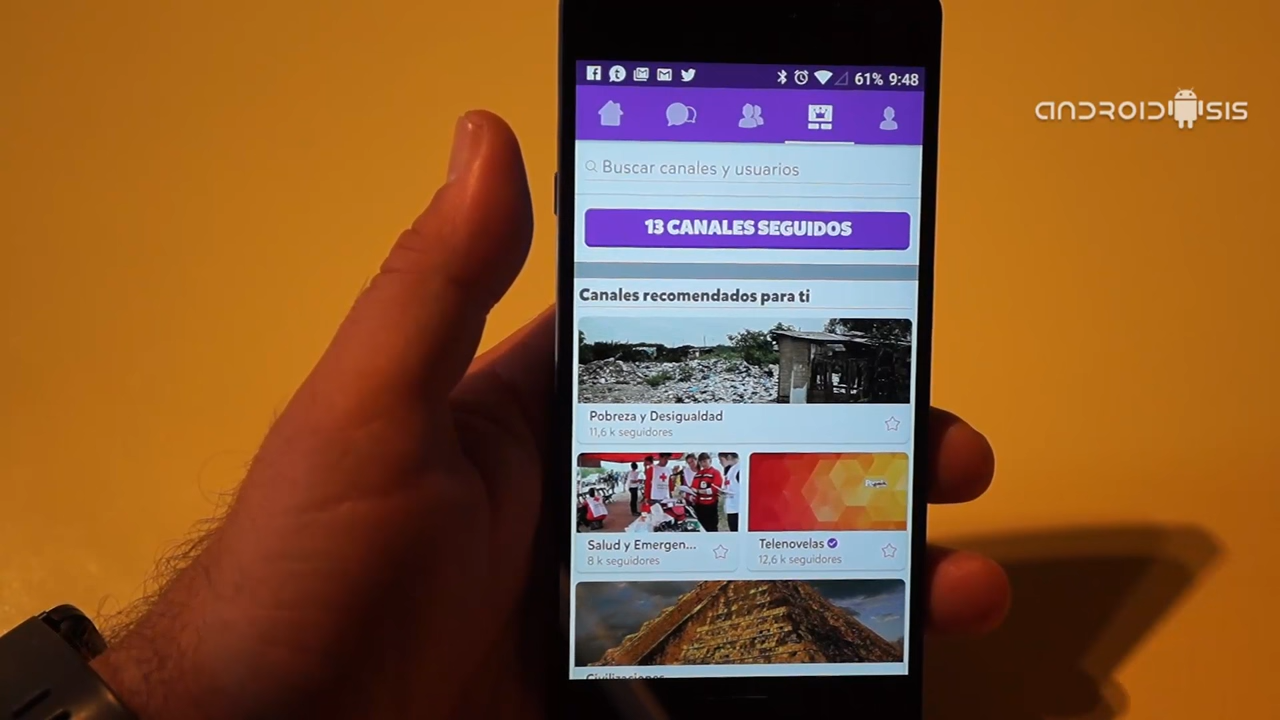 61% 9:48
ANDROIDSIS
Buscar canales y usuarios
13 CANALES SEGUIDOS
Canales recomendados para ti
Pobreza y Desigualdad
11,6 k seguidores
Salud y Emergen...
8 k seguidores
Telenovelas
12,6 k seguidores
Civilizaciones